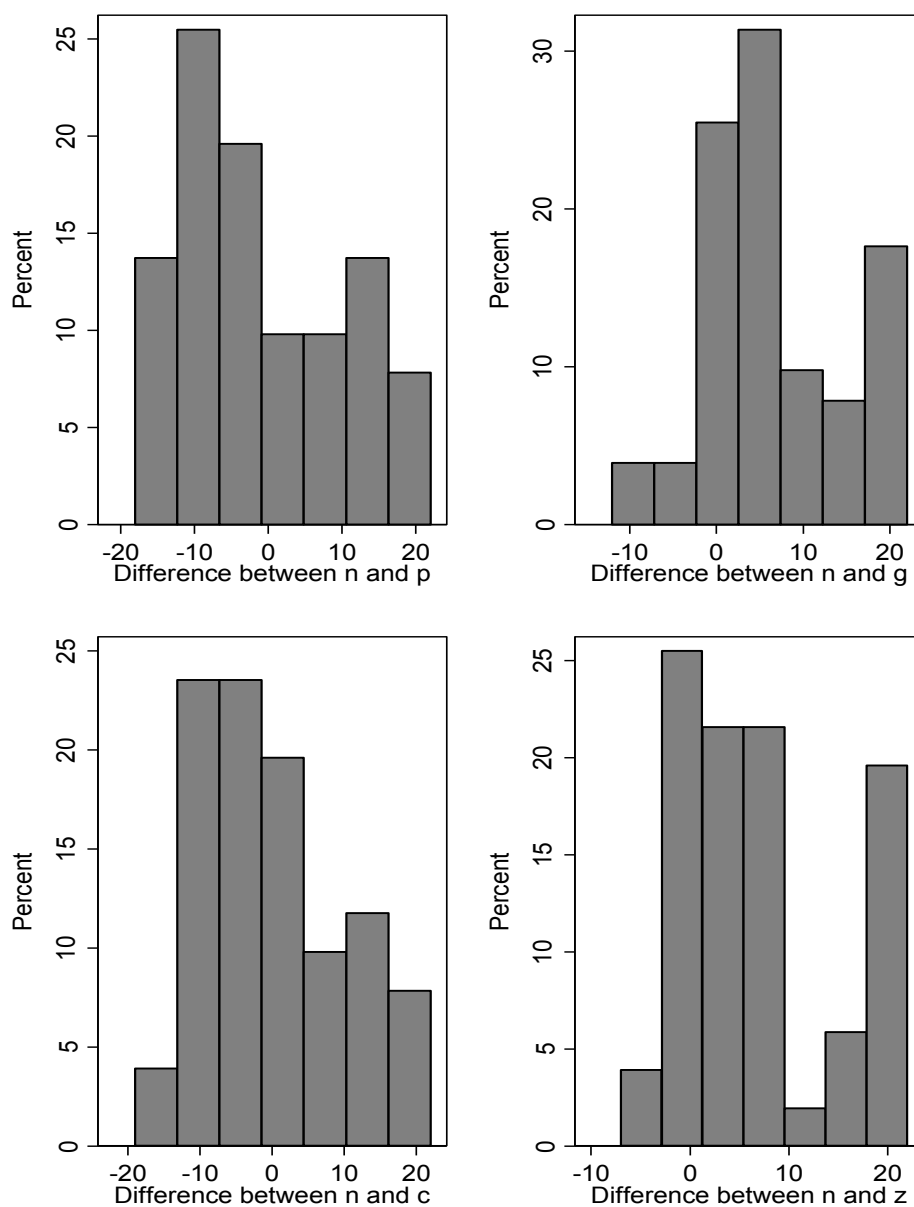 25
20
15
10
5
0
Percent
-20 -10 0 10 20
Difference between n and p
30
20
10
0
Percent
-10 0 10 20
Difference between n and g
25
20
15
10
5
0
Percent
-20 -10 0 10 20
Difference between n and c
25
20
15
10
5
0
Percent
-10 0 10 20
Difference between n and z